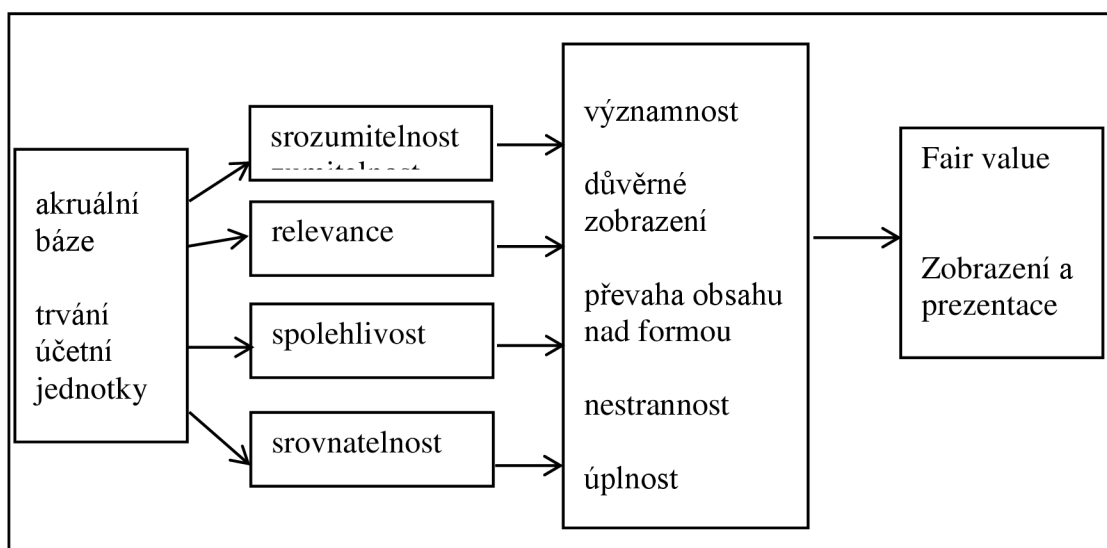 akruální
báze
trvání
účetní
jednotky
srozumitelnost
zumitelnost
relevance
spolehlivost
srovnatelnost
významnost
důvěrné
zobrazení
převaha obsahu
nad formou
nestrannost
úplnost
Fair value
Zobrazení a
prezentace